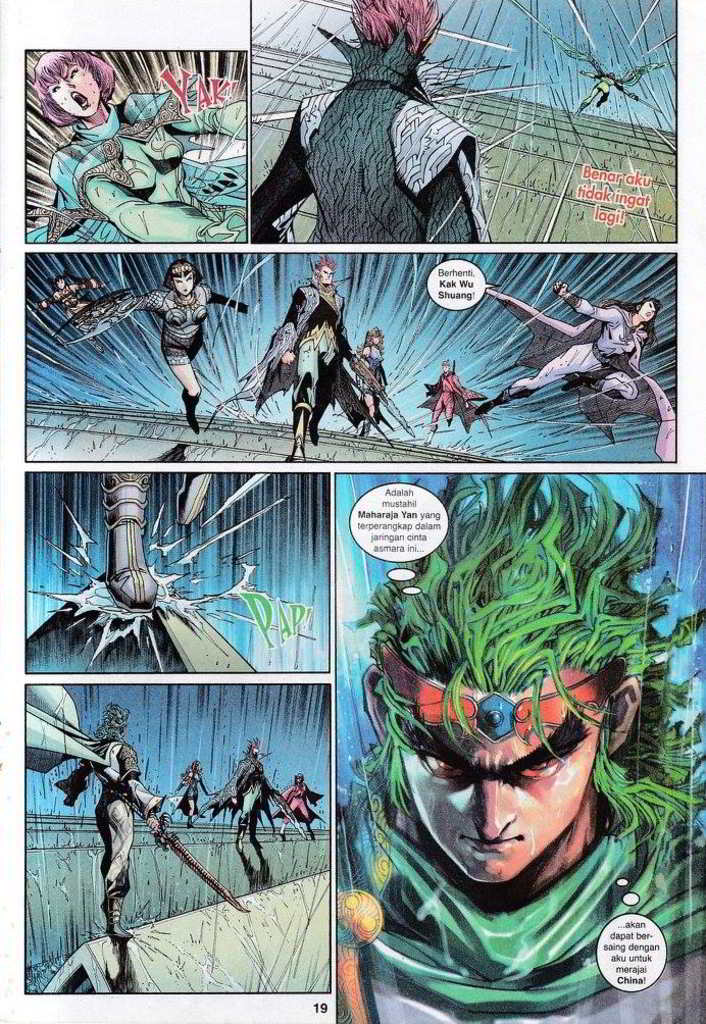 YAK!
Benar aku
tidak ingat
lagi!
Berhenti,
Kak Wu
Shuang!
PAP!
Adalah
mustahil
Maharaja Yan yang
terperangkap dalam
jaringan cinta
asmara ini...
...akan
dapat ber-
saing dengan
aku untuk
merajai
China!
19